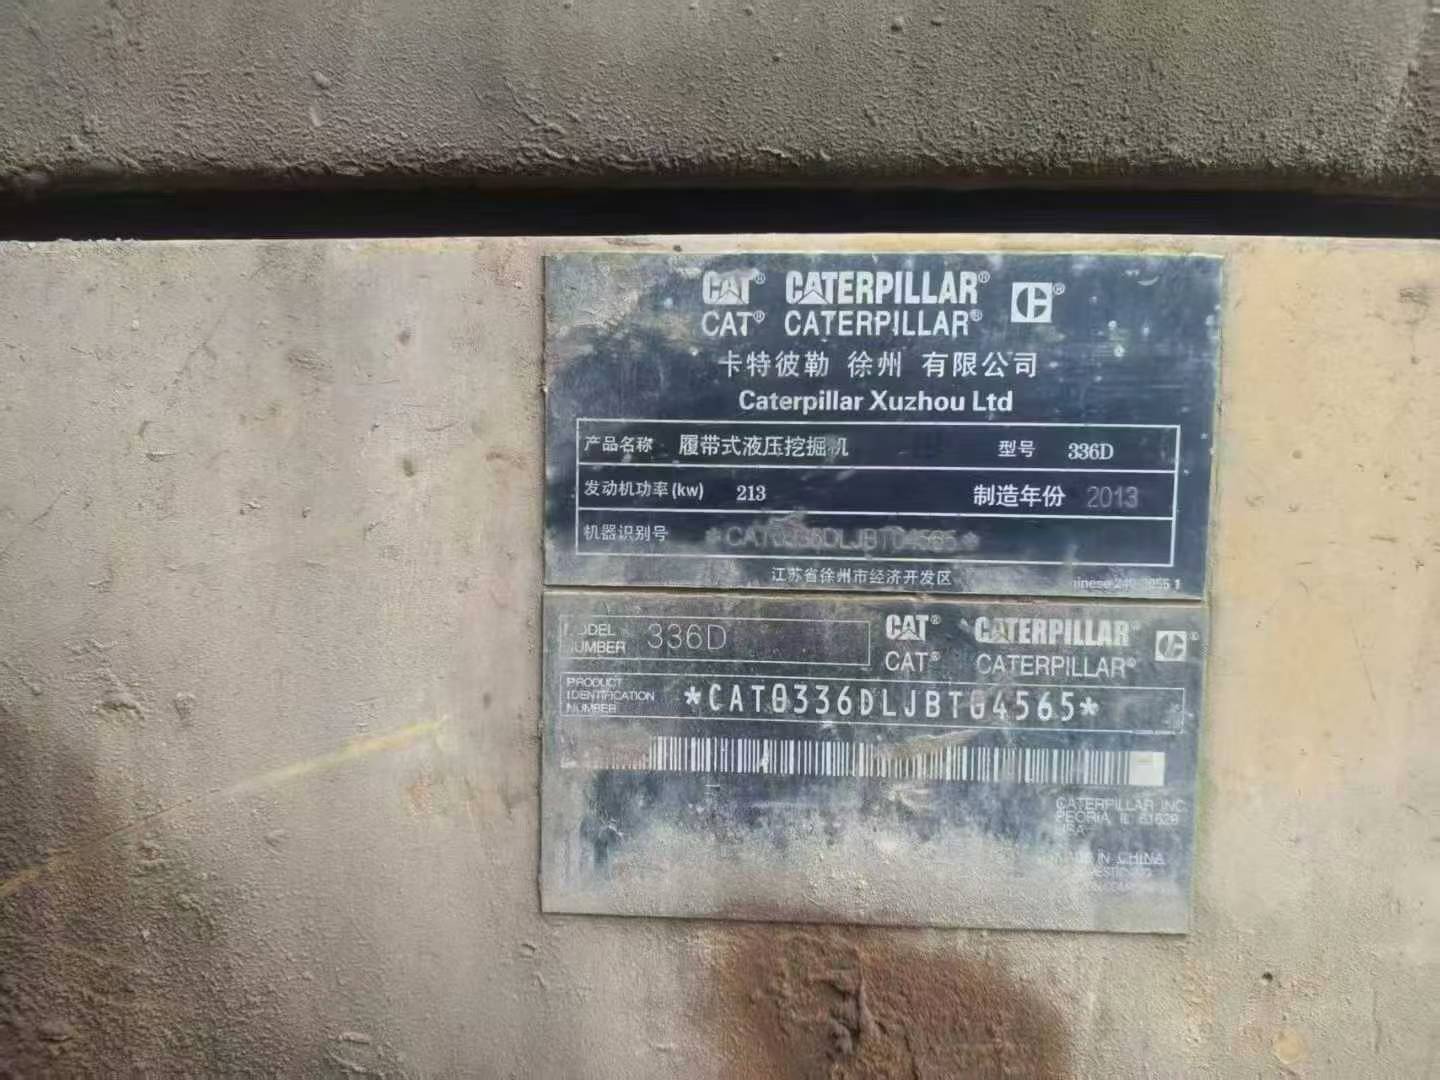 CAT® CATERPILLAR® ®
CAT® CATERPILLAR®
卡特彼勒 徐州 有限公司
Caterpillar Xuzhou Ltd
产品名称 履带式液压挖掘机 型号 336D
发动机功率(kw) 213 制造年份 2013
机器识别号 *CAT0336DLJBT04565*
江苏省徐州市经济开发区
MODEL NUMBER 336D
CAT® CATERPILLAR® ®
CAT® CATERPILLAR®
PRODUCT
IDENTIFICATION
NUMBER
*CAT0336DLJBT04565*
CATERPILLAR INC.
PEORIA, IL 61629
USA
MADE IN CHINA